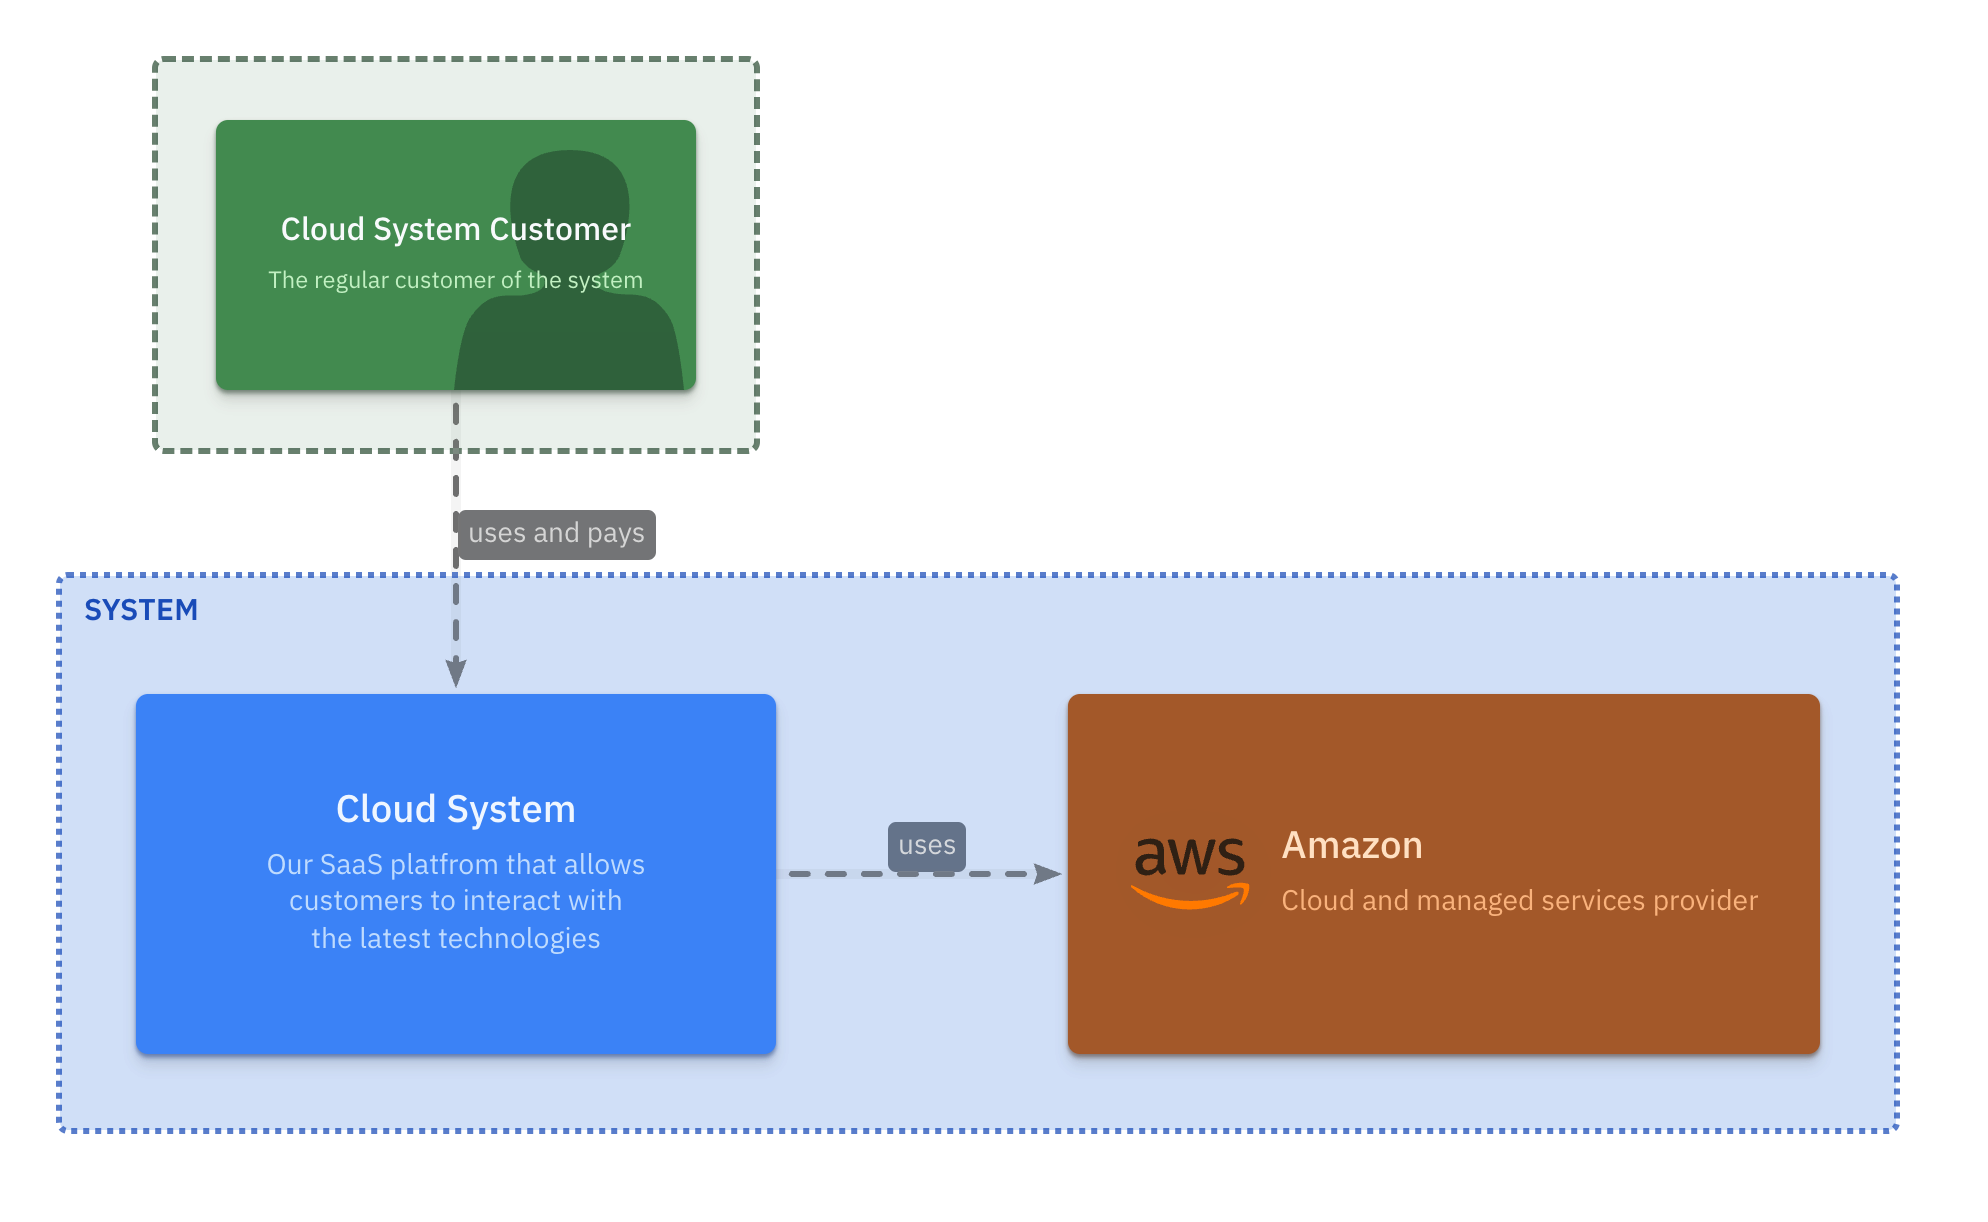 Cloud System Customer
The regular customer of the system
uses and pays
SYSTEM
Cloud System
Our SaaS platfrom that allows
customers to interact with
the latest technologies
uses
aws
Amazon
Cloud and managed services provider